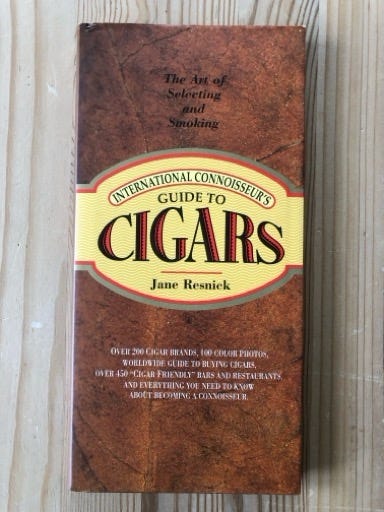 The Art of
Selecting
and
Smoking
INTERNATIONAL CONNOISSEUR'S
GUIDE TO
CIGARS
Jane Resnick
OVER 200 CIGAR BRANDS, 100 COLOR PHOTOS,
WORLDWIDE GUIDE TO BUYING CIGARS,
OVER 450 "CIGAR FRIENDLY" BARS AND RESTAURANTS
AND EVERYTHING YOU NEED TO KNOW
ABOUT BECOMING A CONNOISSEUR.